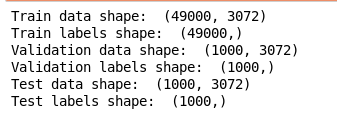 Train data shape:  (49000, 3072)
Train labels shape:  (49000,)
Validation data shape:  (1000, 3072)
Validation labels shape:  (1000,)
Test data shape:  (1000, 3072)
Test labels shape:  (1000,)